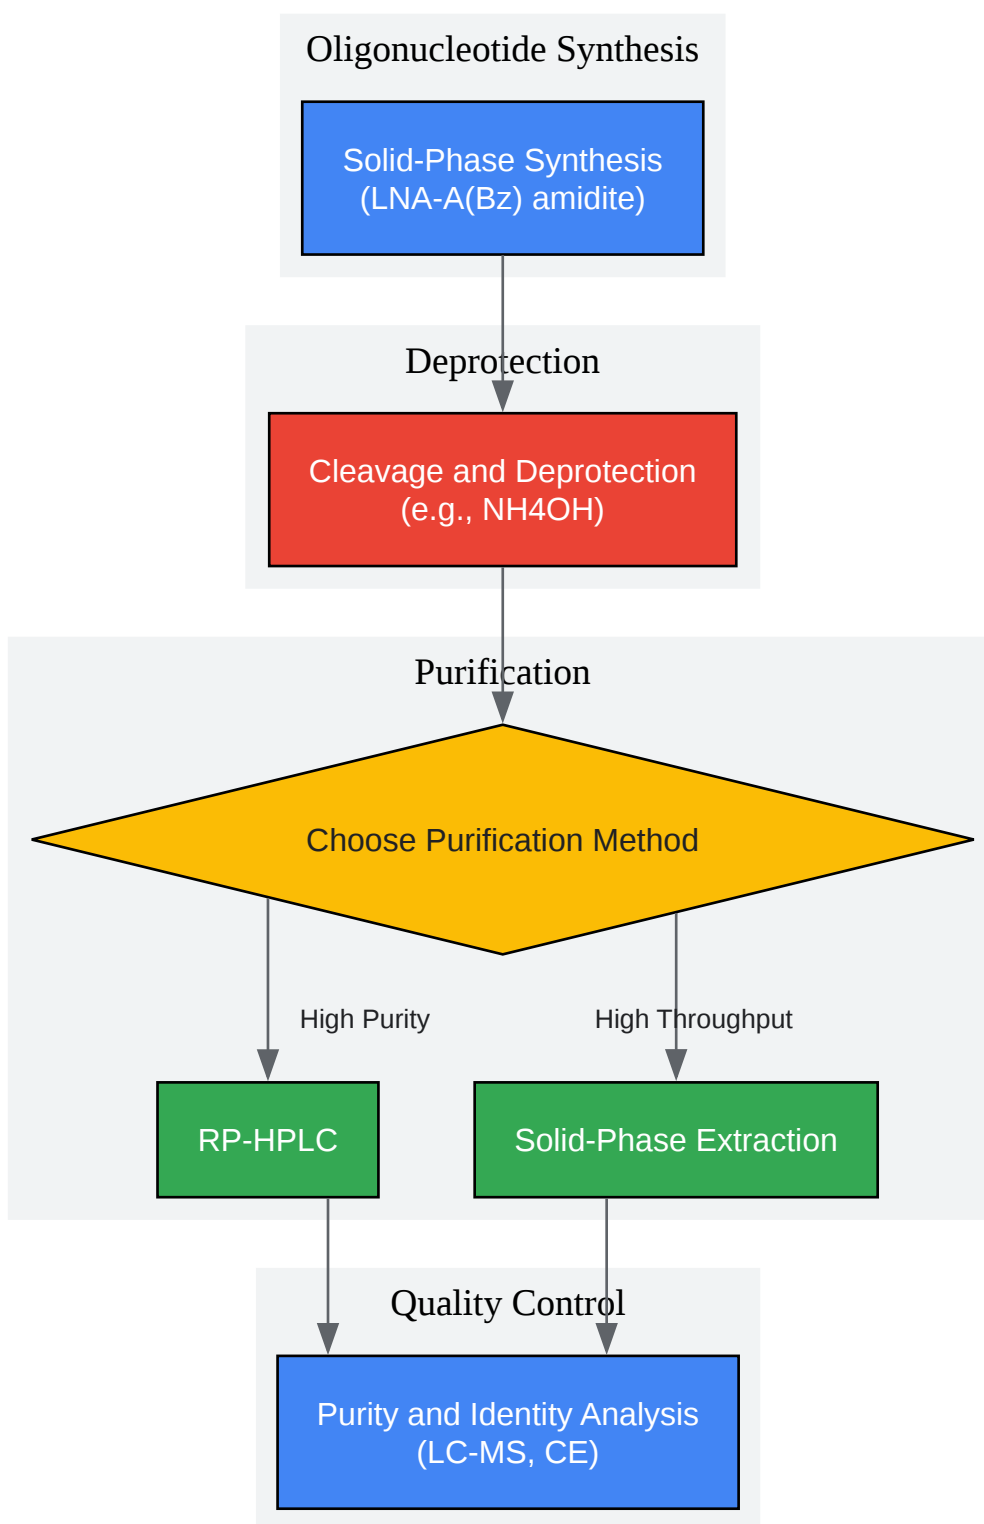 Oligonucleotide Synthesis
Solid-Phase Synthesis
(LNA-A(Bz) amidite)
Deprotection
Cleavage and Deprotection
(e.g., NH4OH)
Purification
Choose Purification Method
High Purity
High Throughput
RP-HPLC
Solid-Phase Extraction
Quality Control
Purity and Identity Analysis
(LC-MS, CE)